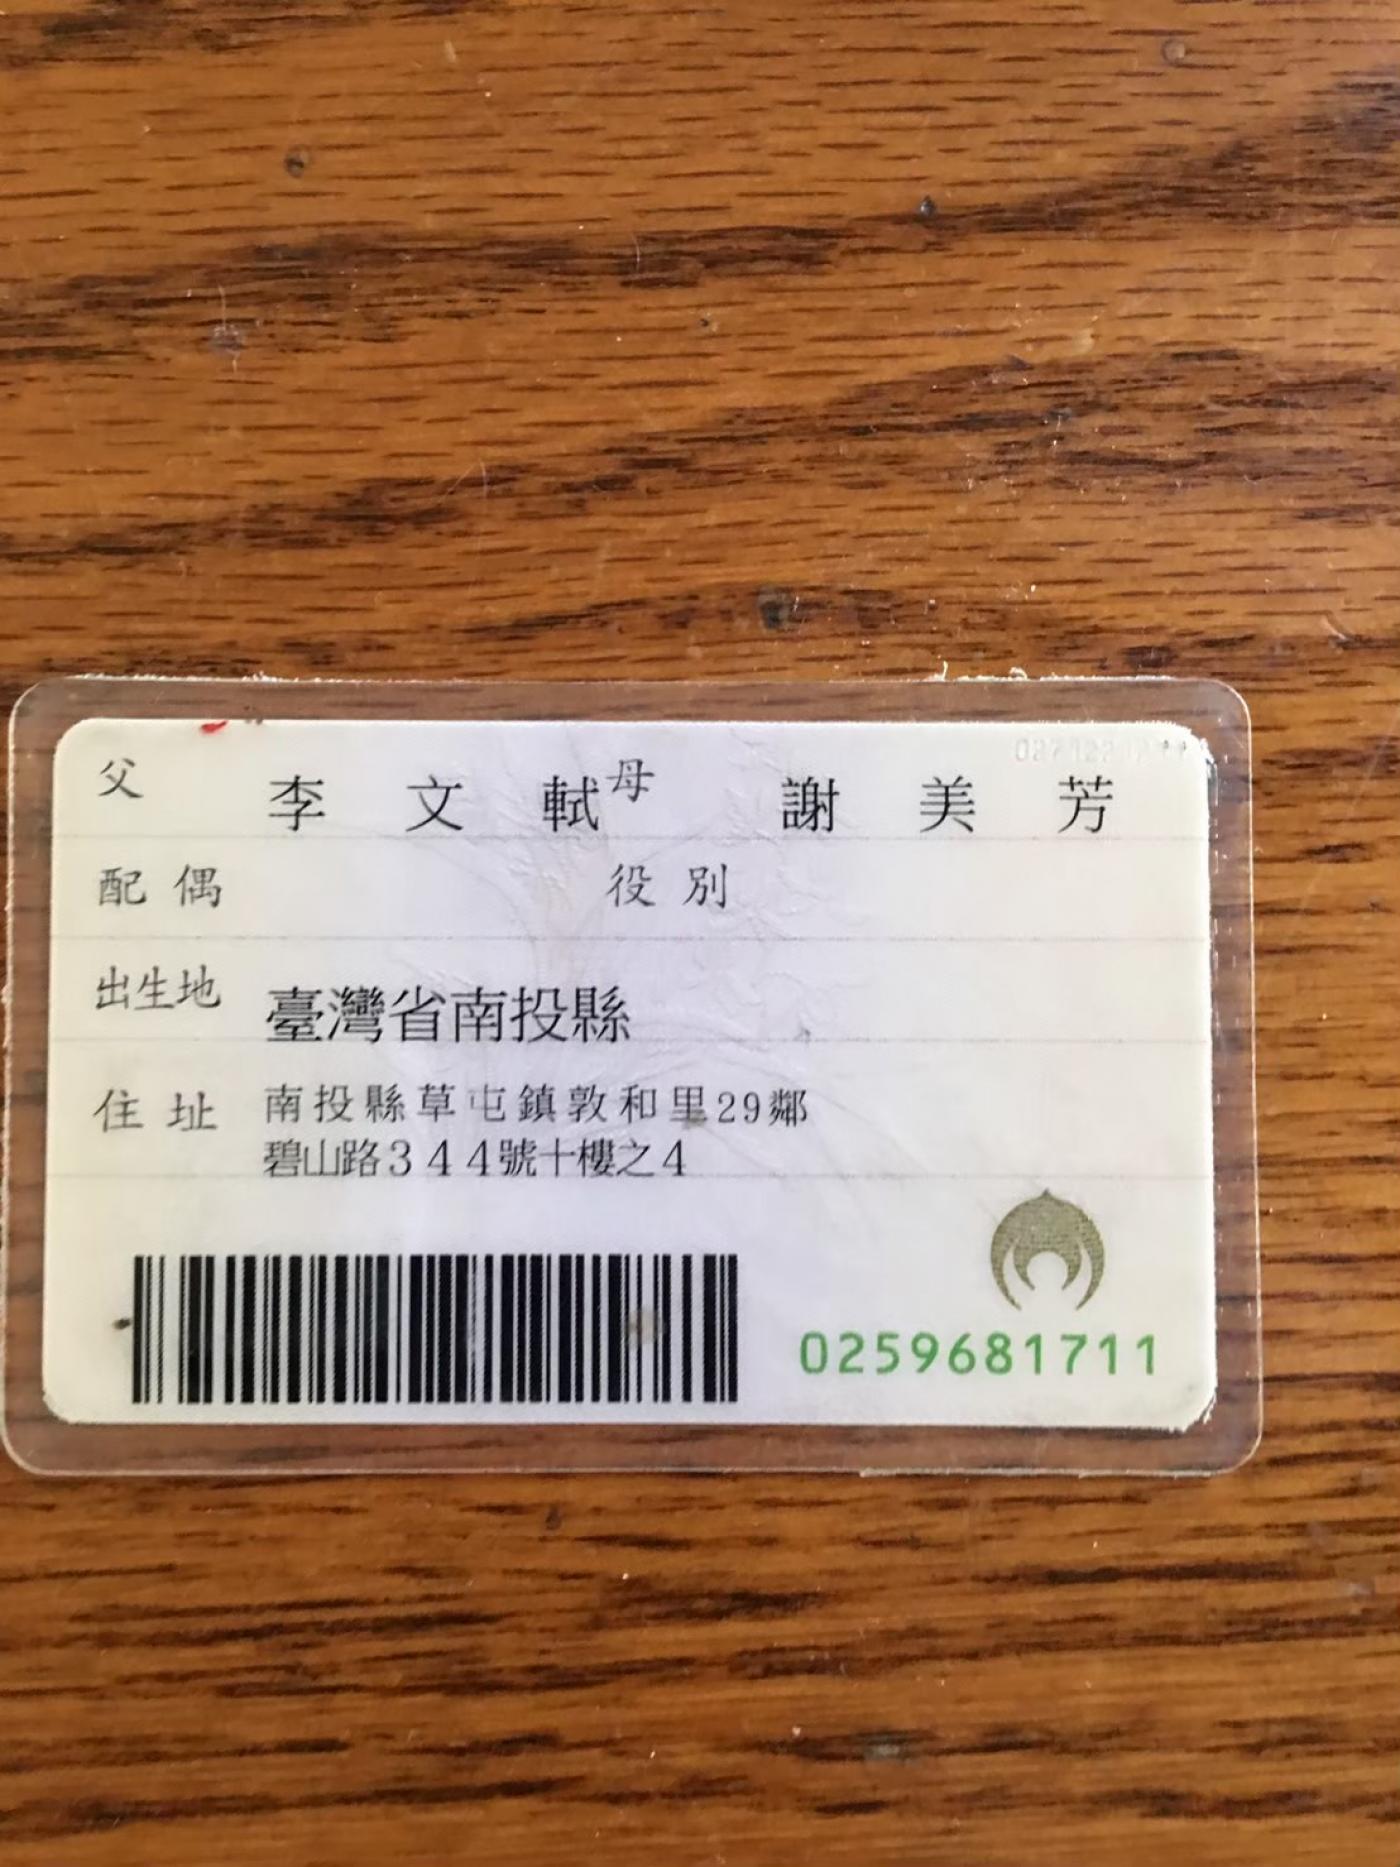 父 李文軾 母 謝美芳
配偶 役別
出生地 臺灣省南投縣
住址 南投縣草屯鎮敦和里29鄰
碧山路344號十樓之4
0259681711